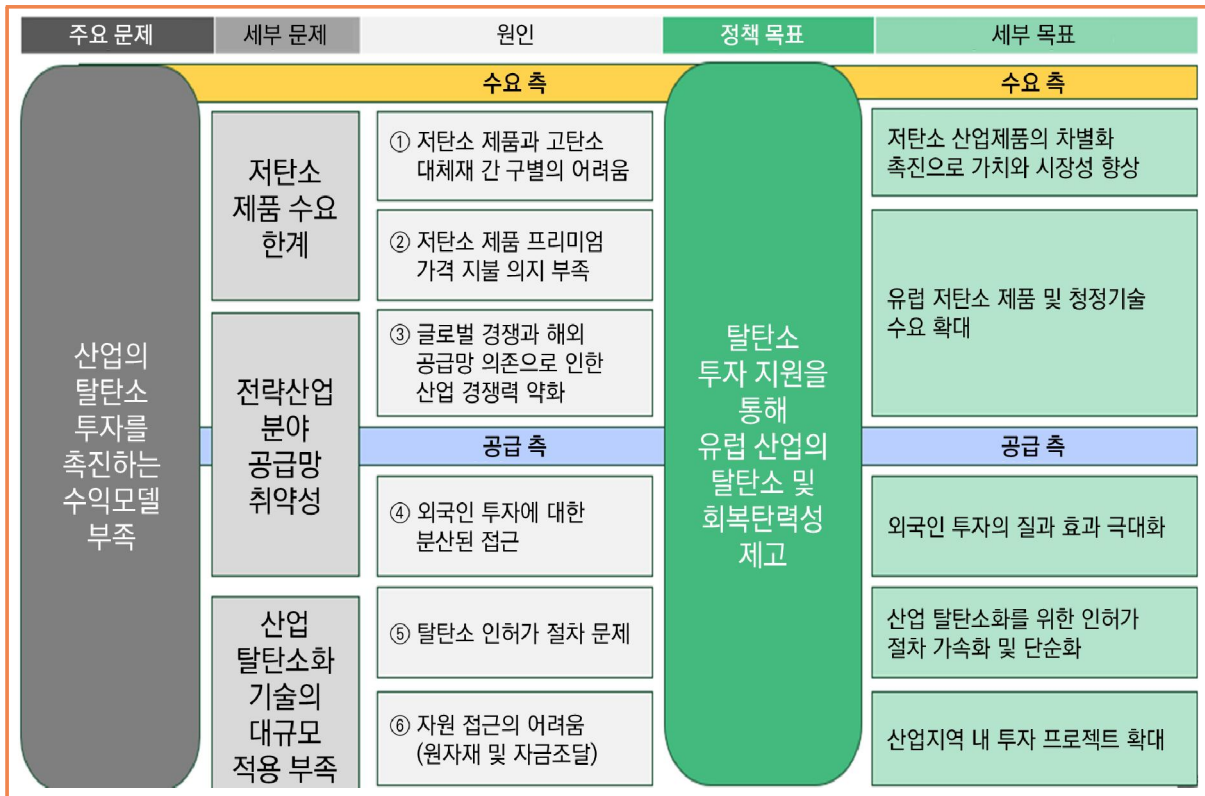 주요 문제
세부 문제
원인
정책 목표
세부 목표
수요 측
수요 측
산업의
탈탄소
투자를
촉진하는
수익모델
부족
저탄소
제품 수요
한계
전략산업
분야
공급망
취약성
산업
탈탄소화
기술의
대규모
적용 부족
① 저탄소 제품과 고탄소
대체재 간 구별의 어려움
② 저탄소 제품 프리미엄
가격 지불 의지 부족
③ 글로벌 경쟁과 해외
공급망 의존으로 인한
산업 경쟁력 약화
공급 측
④ 외국인 투자에 대한
분산된 접근
⑤ 탈탄소 인허가 절차 문제
⑥ 자원 접근의 어려움
(원자재 및 자금조달)
탈탄소
투자 지원을
통해
유럽 산업의
탈탄소 및
회복탄력성
제고
저탄소 산업제품의 차별화
촉진으로 가치와 시장성 향상
유럽 저탄소 제품 및 청정기술
수요 확대
공급 측
외국인 투자의 질과 효과 극대화
산업 탈탄소화를 위한 인허가
절차 가속화 및 단순화
산업지역 내 투자 프로젝트 확대